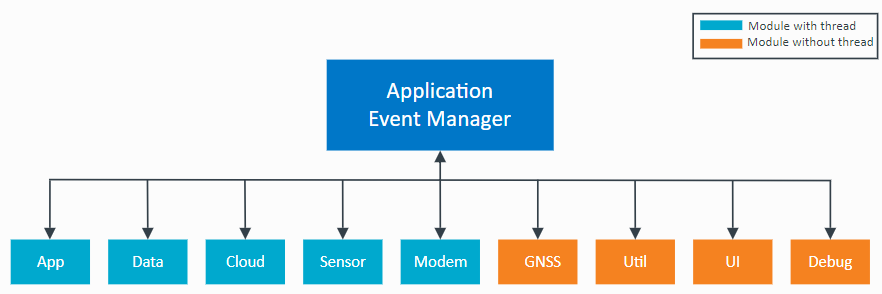 Module with thread
Module without thread
Application
Event Manager
App
Data
Cloud
Sensor
Modem
GNSS
Util
UI
Debug